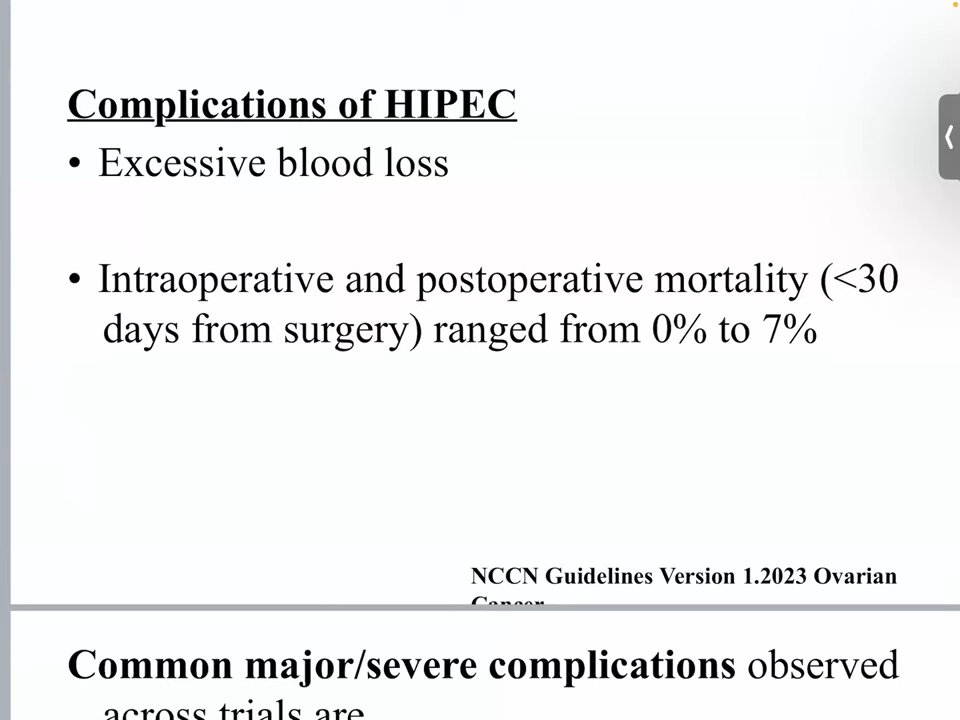 Complications of HIPEC
• Excessive blood loss
• Intraoperative and postoperative mortality (<30
days from surgery) ranged from 0% to 7%
NCCN Guidelines Version 1.2023 Ovarian
Cancer
Common major/severe complications observed
across trials are